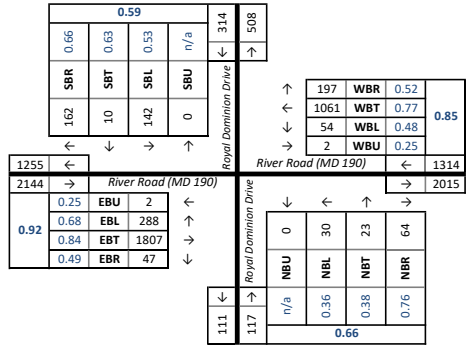 0.59
0.66 0.63 0.53 n/a
SBR SBT SBL SBU
162 10 142 0
← ↓ → ↑
314 508
↓ ↑
Royal Dominion Drive
↑ 197 WBR 0.52
← 1061 WBT 0.77
↓ 54 WBL 0.48
→ 2 WBU 0.25
0.85
1255 ←
River Road (MD 190)
← 1314
2144 →
River Road (MD 190)
→ 2015
0.92
0.25 EBU 2 ←
0.68 EBL 288 ↑
0.84 EBT 1807 →
0.49 EBR 47 ↓
Royal Dominion Drive
↓ ← ↑ →
0 30 23 64
NBU NBL NBT NBR
n/a 0.36 0.38 0.76
0.66
↓ ↑
111 117